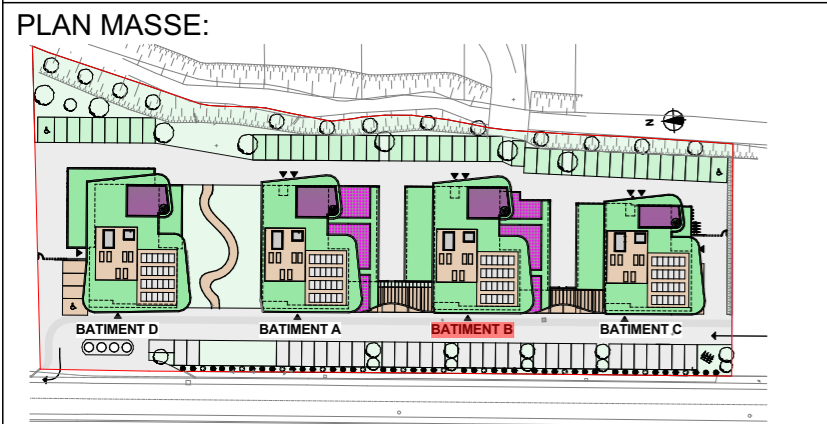 PLAN MASSE:
N
BATIMENT D
BATIMENT A
BATIMENT B
BATIMENT C